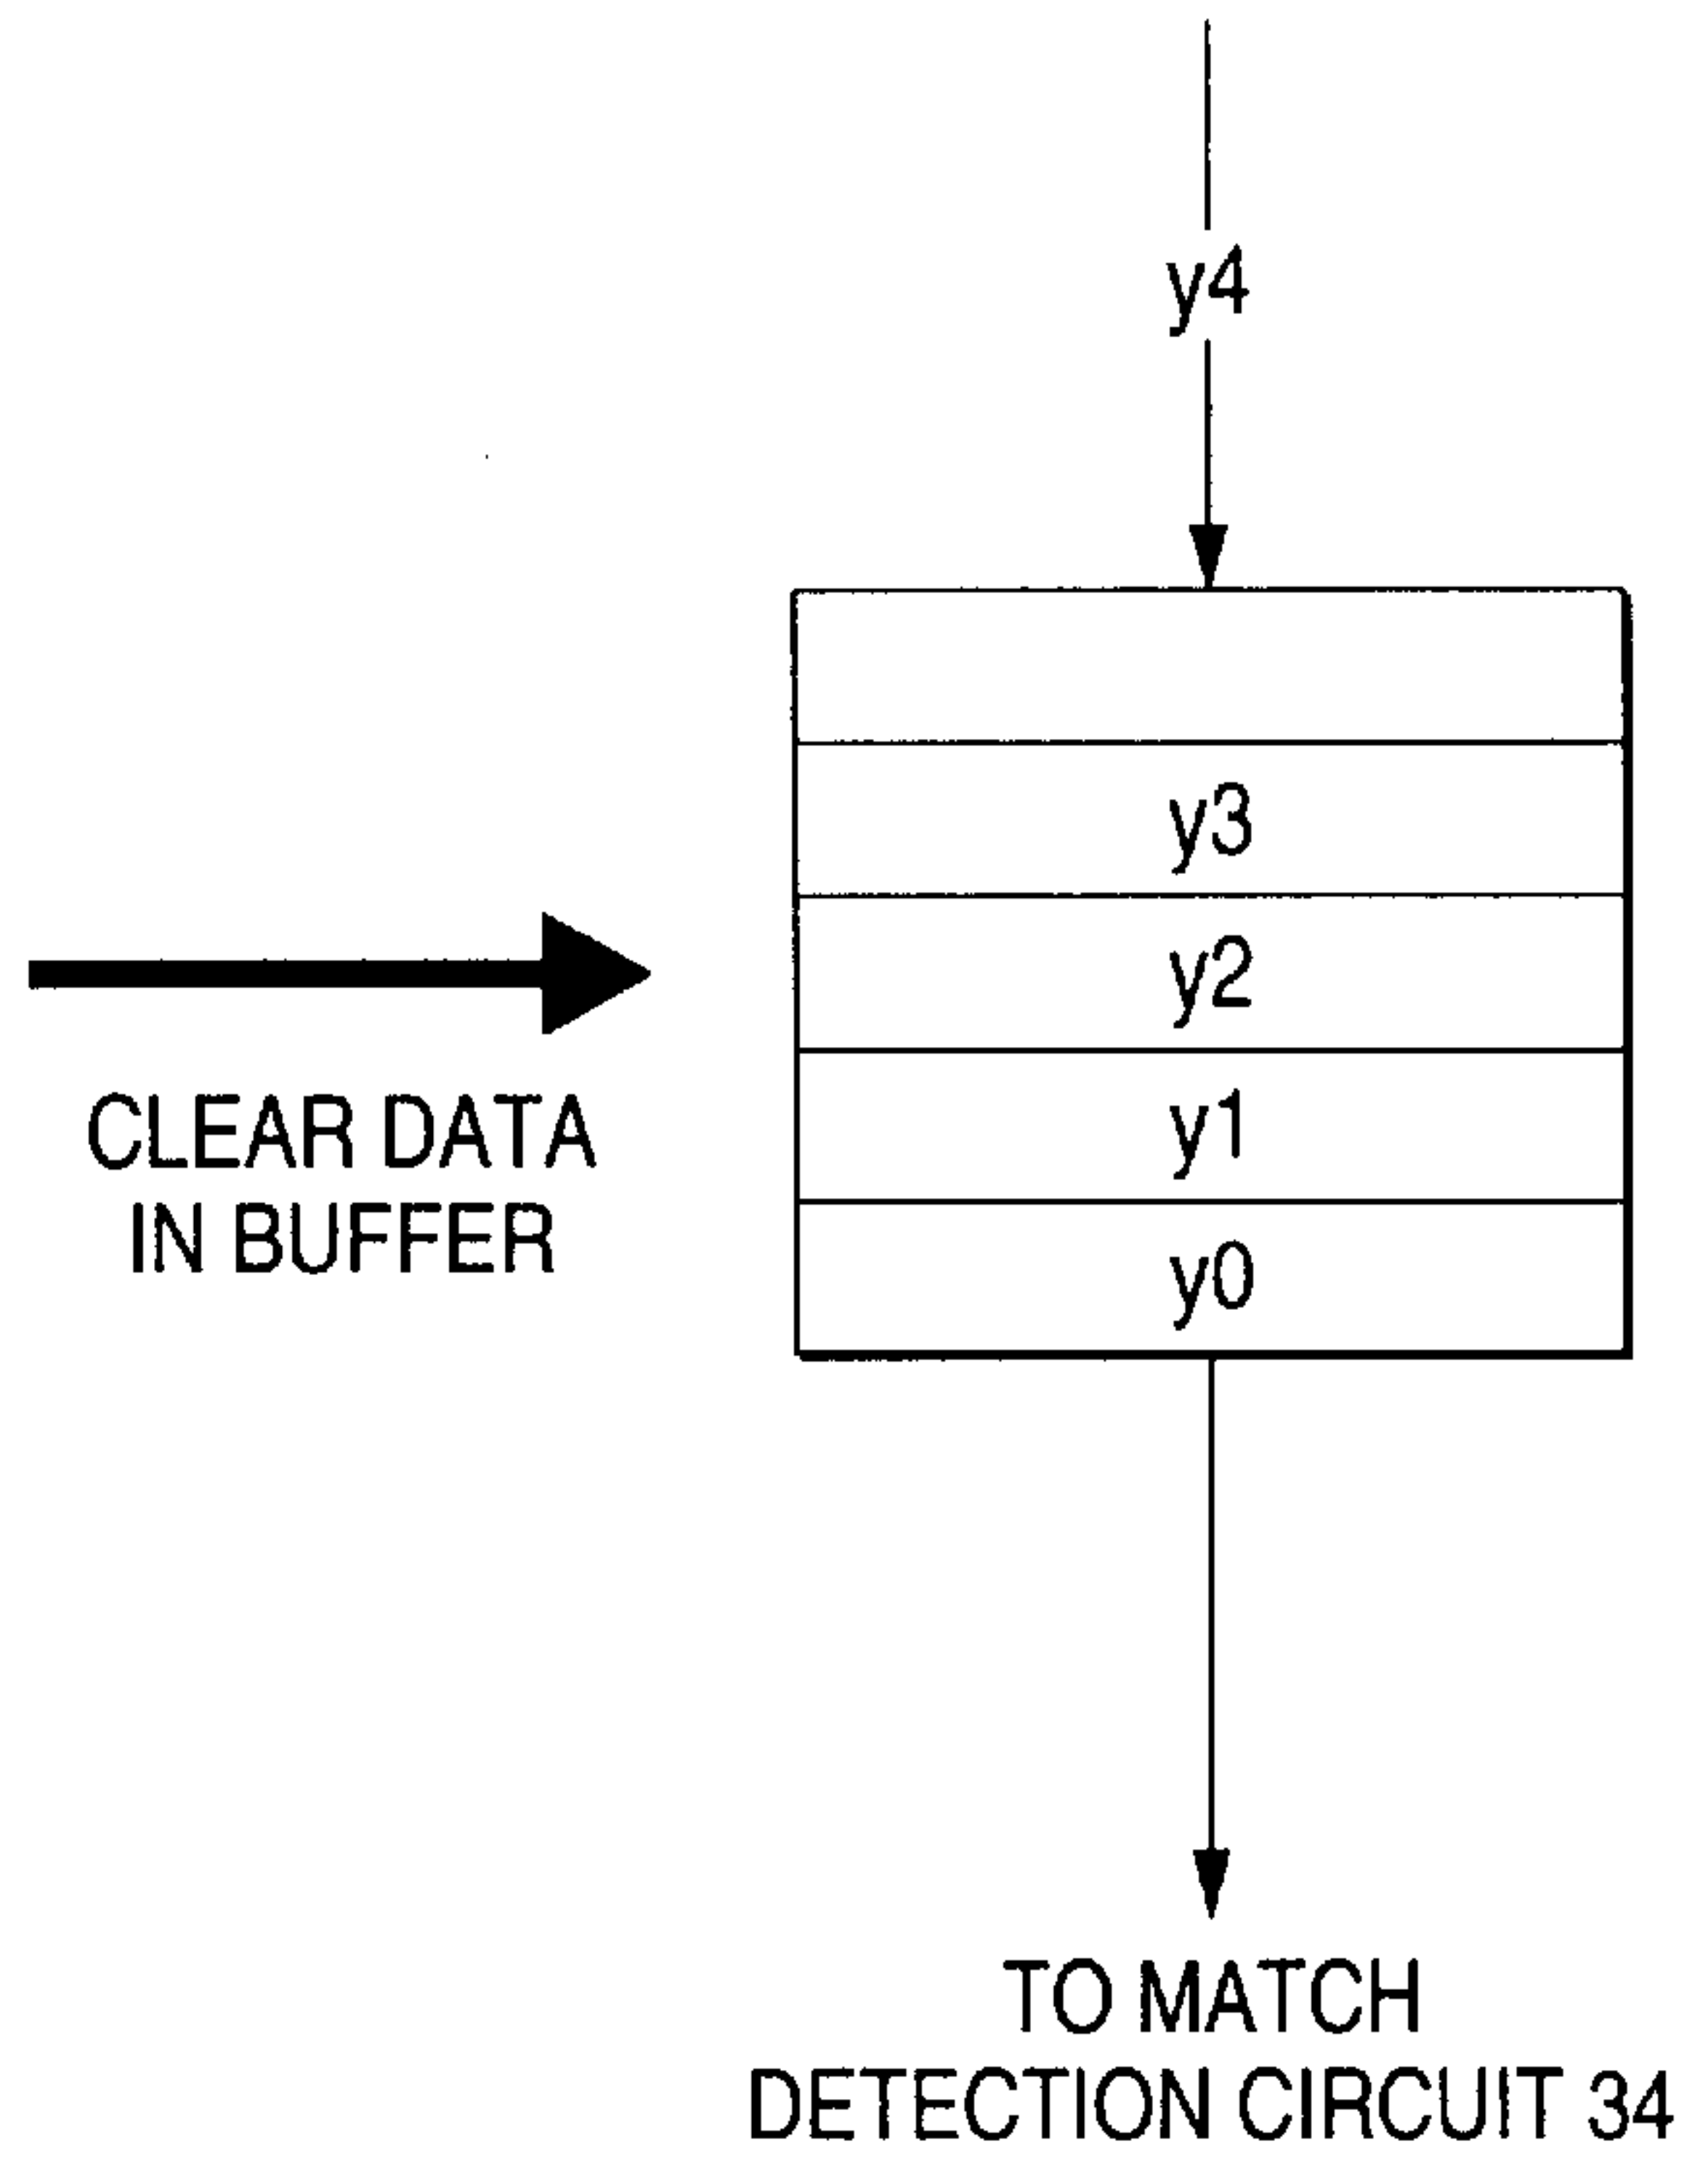 y4
y3
y2
y1
y0
CLEAR DATA
IN BUFFER
TO MATCH
DETECTION CIRCUIT 34